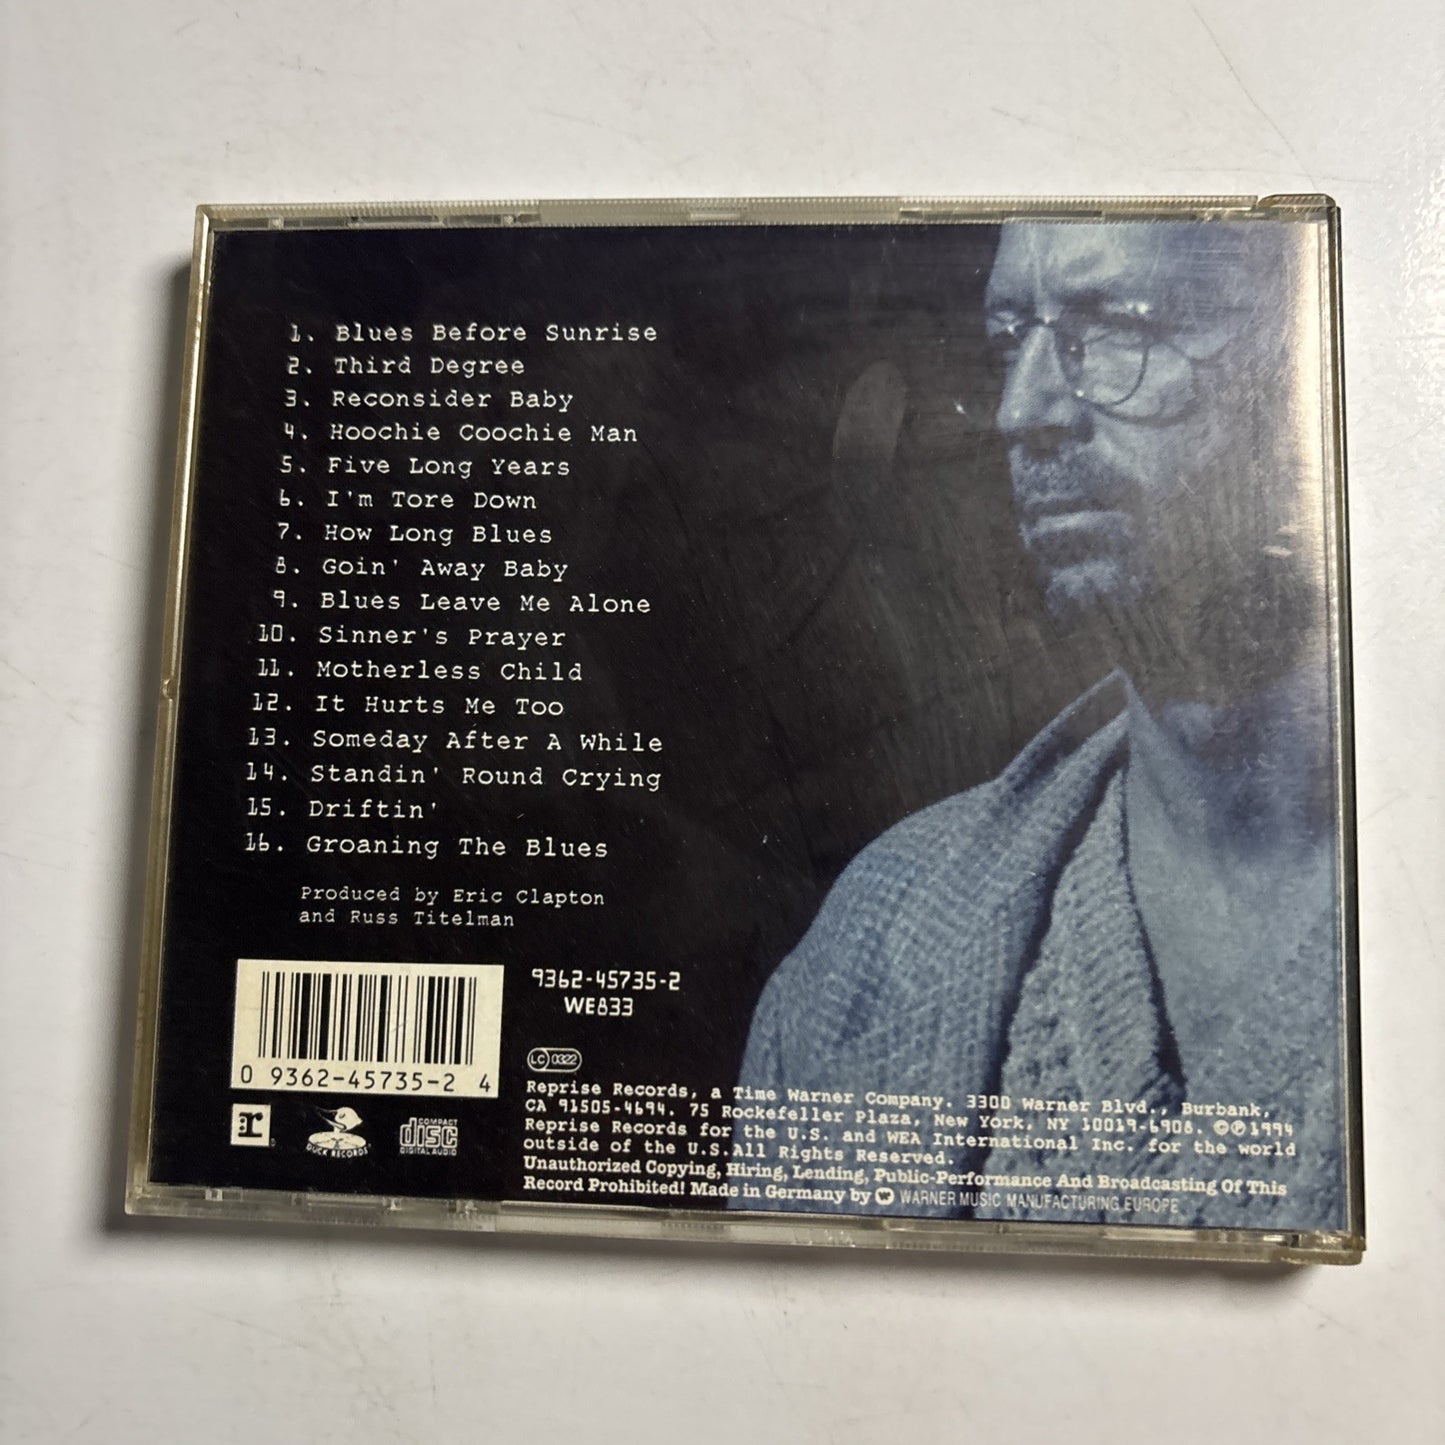 1. Blues Before Sunrise
2. Third Degree
3. Reconsider Baby
4. Hoochie Coochie Man
5. Five Long Years
6. I'm Tore Down
7. How Long Blues
8. Goin' Away Baby
9. Blues Leave Me Alone
10. Sinner's Prayer
11. Motherless Child
12. It Hurts Me Too
13. Someday After A While
14. Standin' Round Crying
15. Driftin'
16. Groaning The Blues
Produced by Eric Clapton
and Russ Titelman
9362-45735-2
WE833
0 9362-45735-2 4
LC 0322
r
DUCK RECORDS
COMPACT
disc
DIGITAL AUDIO
Reprise Records, a Time Warner Company. 3300 Warner Blvd., Burbank,
CA 91505-4694. 75 Rockefeller Plaza, New York, NY 10019-6908. ©℗1994
Reprise Records for the U.S. and WEA International Inc. for the world
outside of the U.S.All Rights Reserved.
Unauthorized Copying, Hiring, Lending, Public-Performance And Broadcasting Of This
Record Prohibited! Made in Germany by WARNER MUSIC MANUFACTURING EUROPE